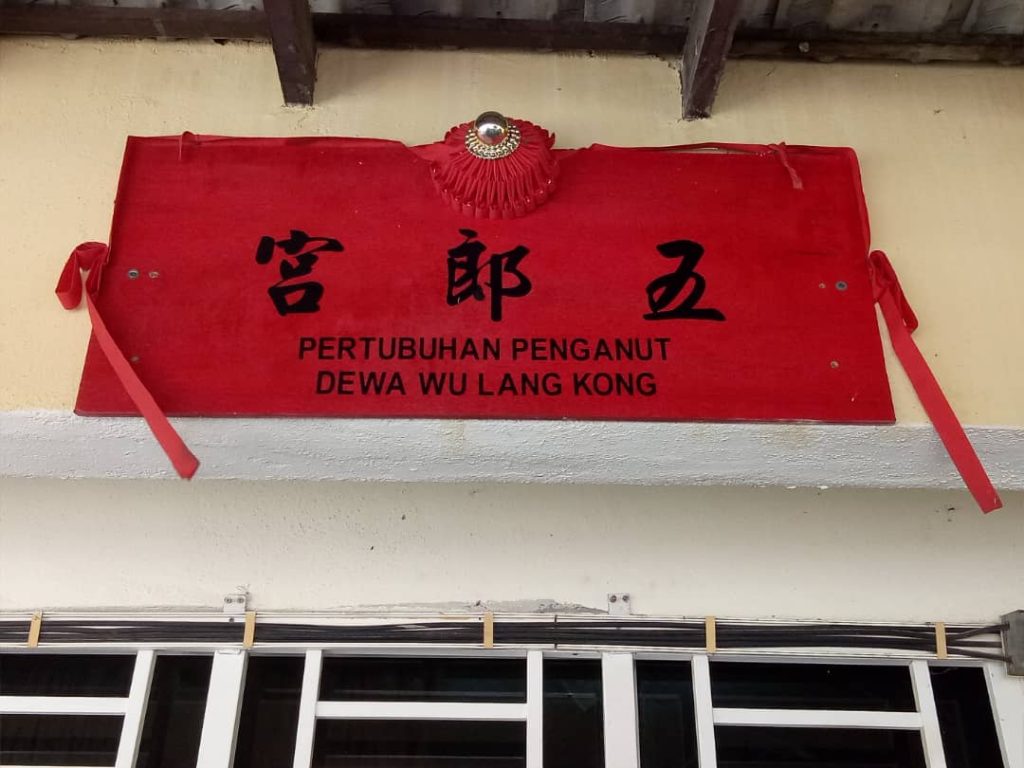 五郎宮
PERTUBUHAN PENGANUT
DEWA WU LANG KONG